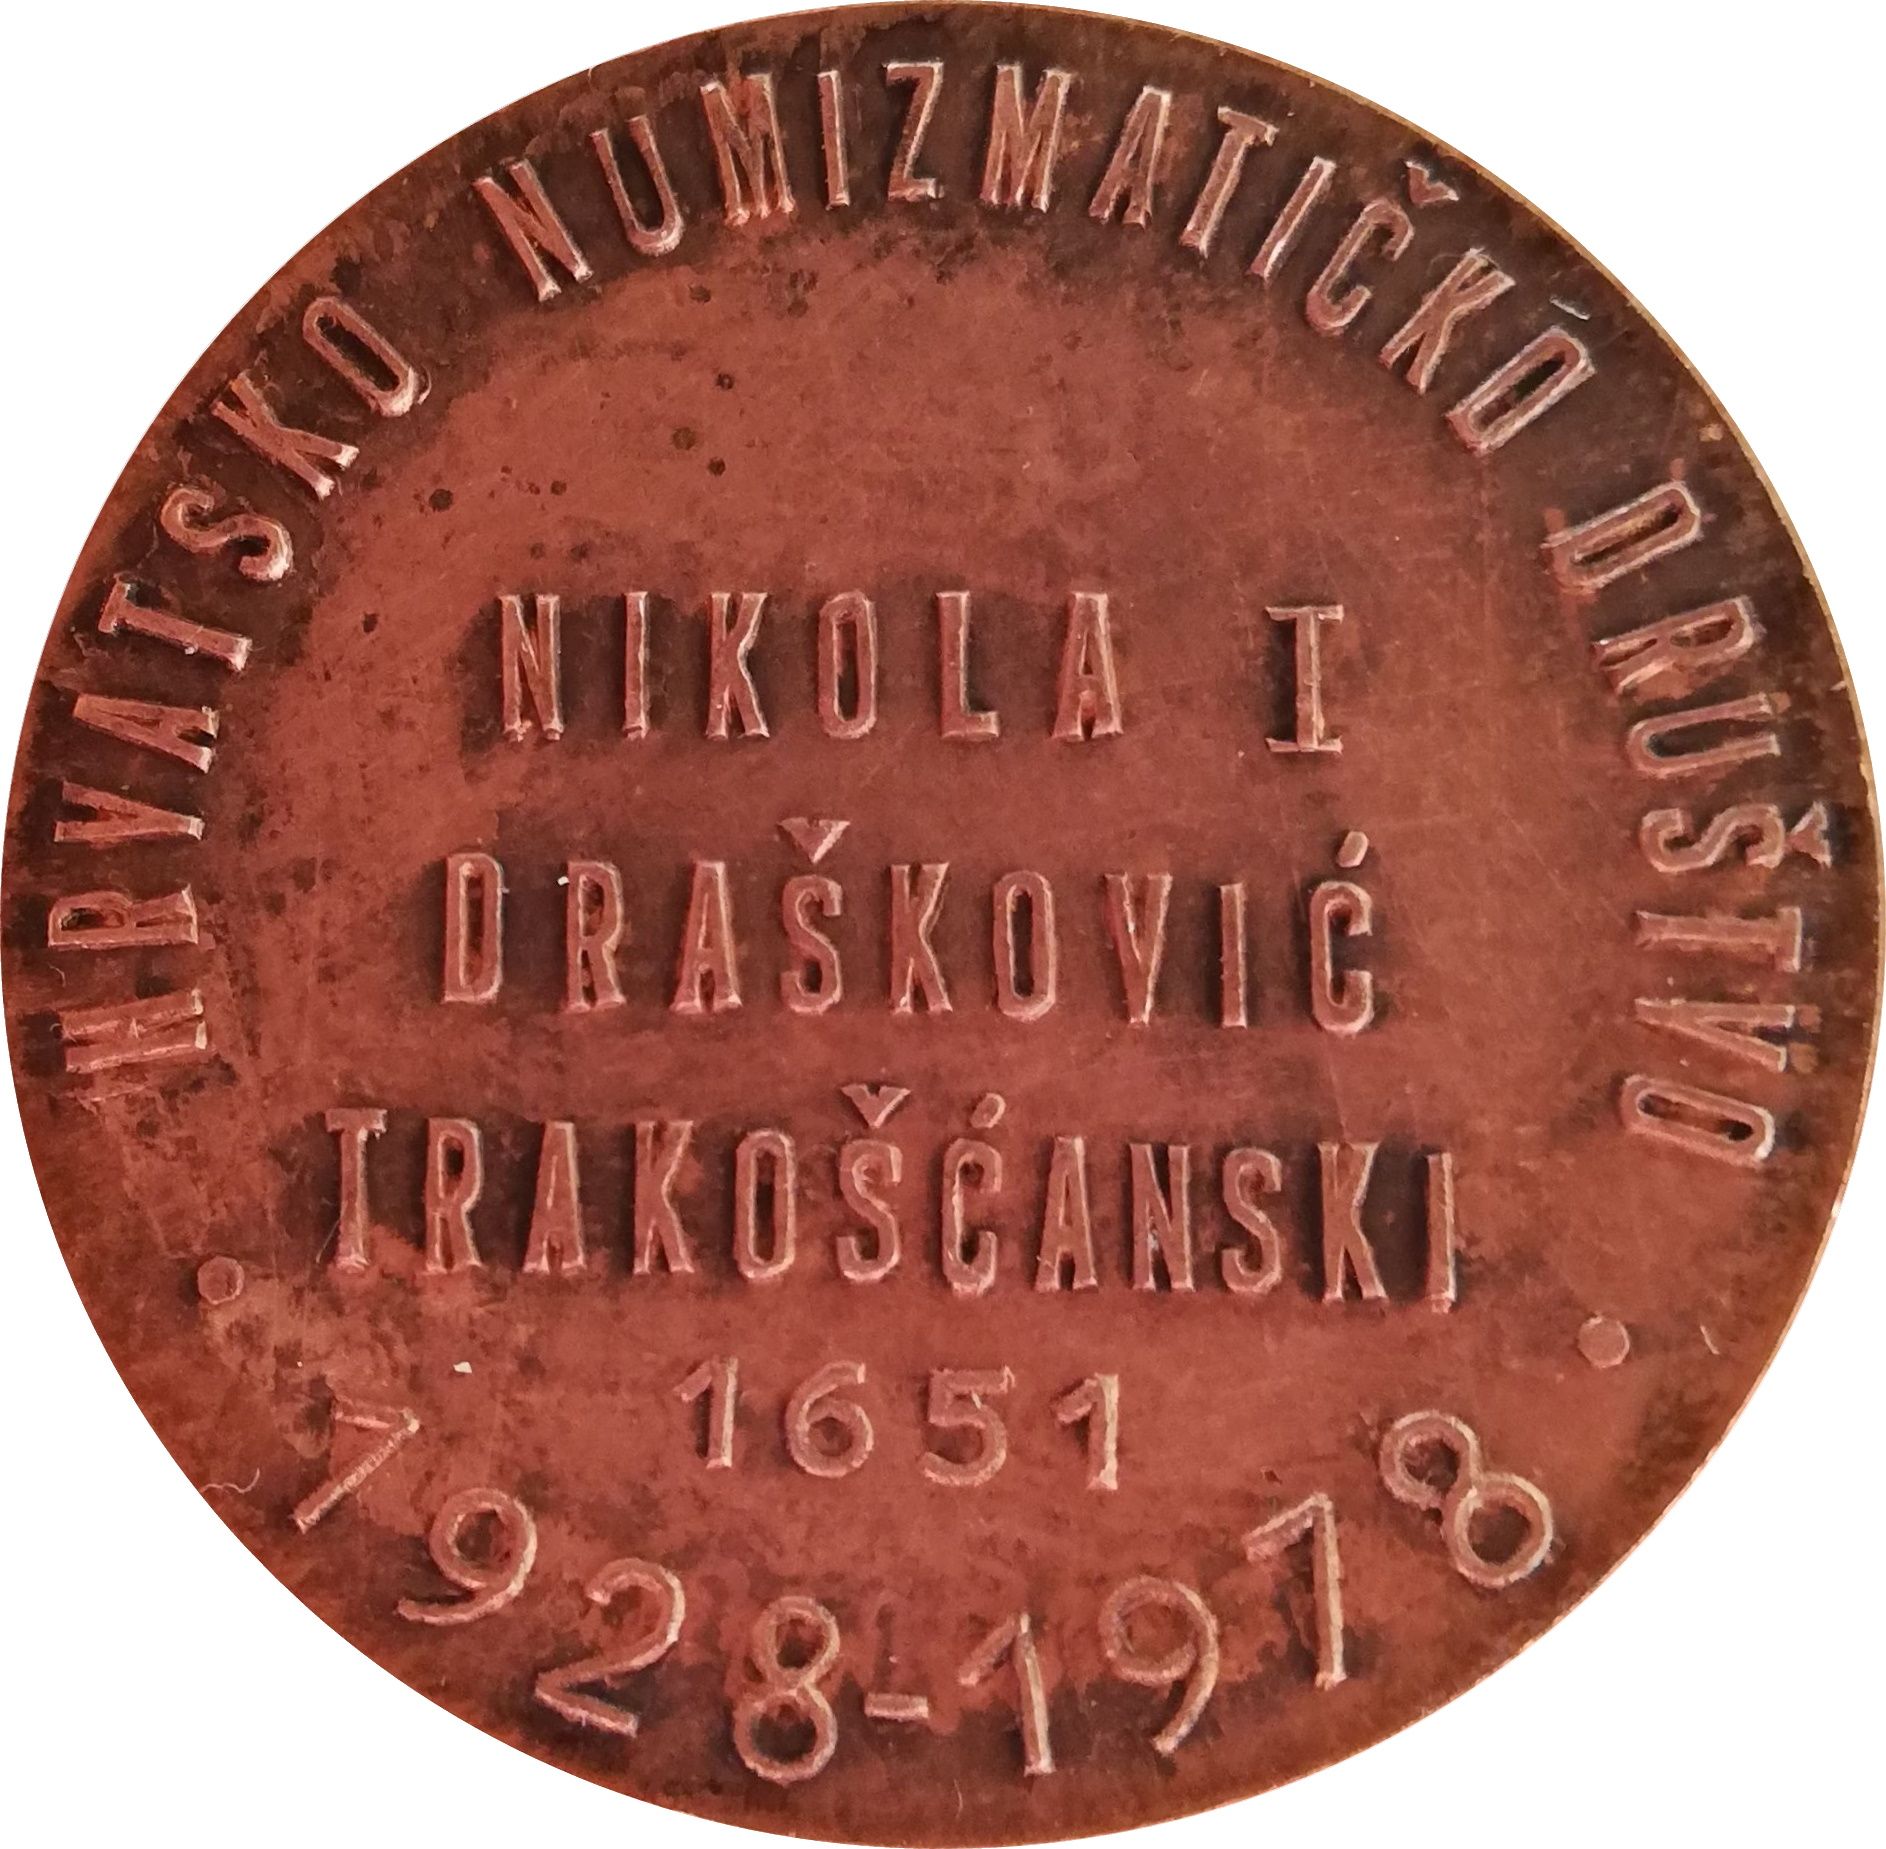 HRVATSKO NUMIZMATIČKO DRUŠTVO
NIKOLA I
DRAŠKOVIĆ
TRAKOŠĆANSKI
1651
1928-1978